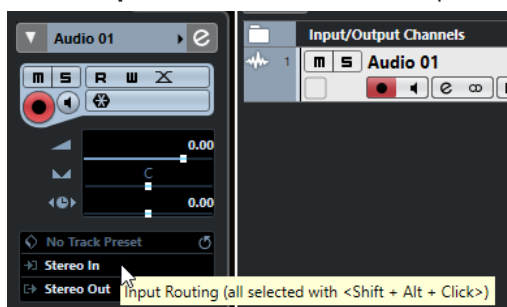 Audio 01
m S R W
0.00
C
0.00
No Track Preset
Stereo In
Stereo Out
Input/Output Channels
1 m S Audio 01
e
Input Routing (all selected with <Shift + Alt + Click>)